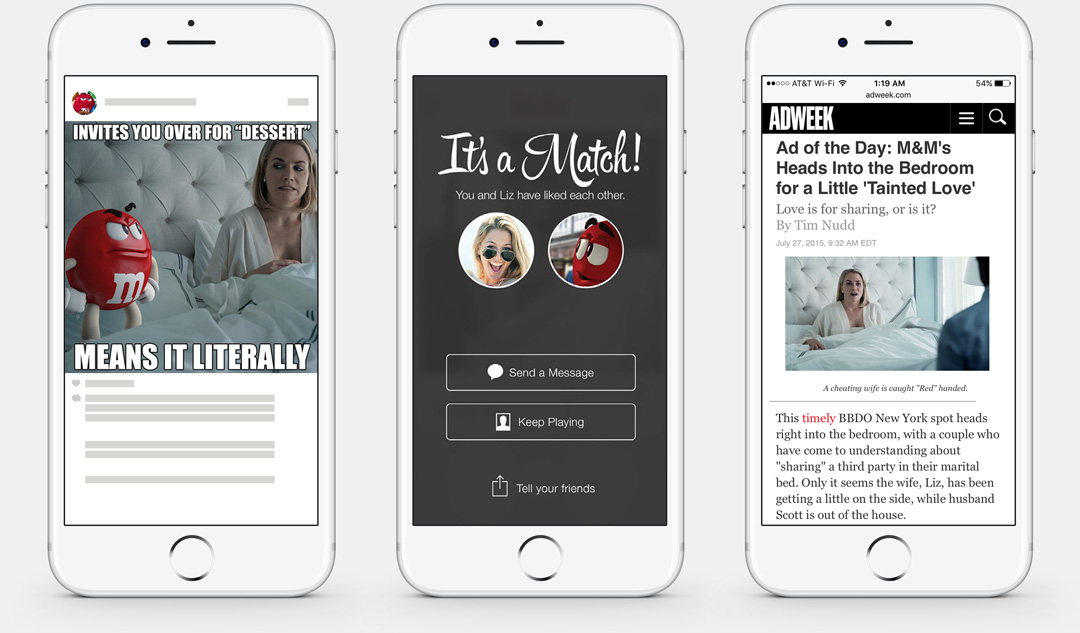 INVITES YOU OVER FOR “DESSERT”
m
MEANS IT LITERALLY
It's a Match!
You and Liz have liked each other.
Send a Message
Keep Playing
Tell your friends
AT&T Wi-Fi 1:19 AM 54%
adweek.com
ADWEEK
Ad of the Day: M&M's
Heads Into the Bedroom
for a Little 'Tainted Love'
Love is for sharing, or is it?
By Tim Nudd
July 27, 2015, 9:32 AM EDT
A cheating wife is caught "Red" handed.
This timely BBDO New York spot heads
right into the bedroom, with a couple who
have come to understanding about
"sharing" a third party in their marital
bed. Only it seems the wife, Liz, has been
getting a little on the side, while husband
Scott is out of the house.